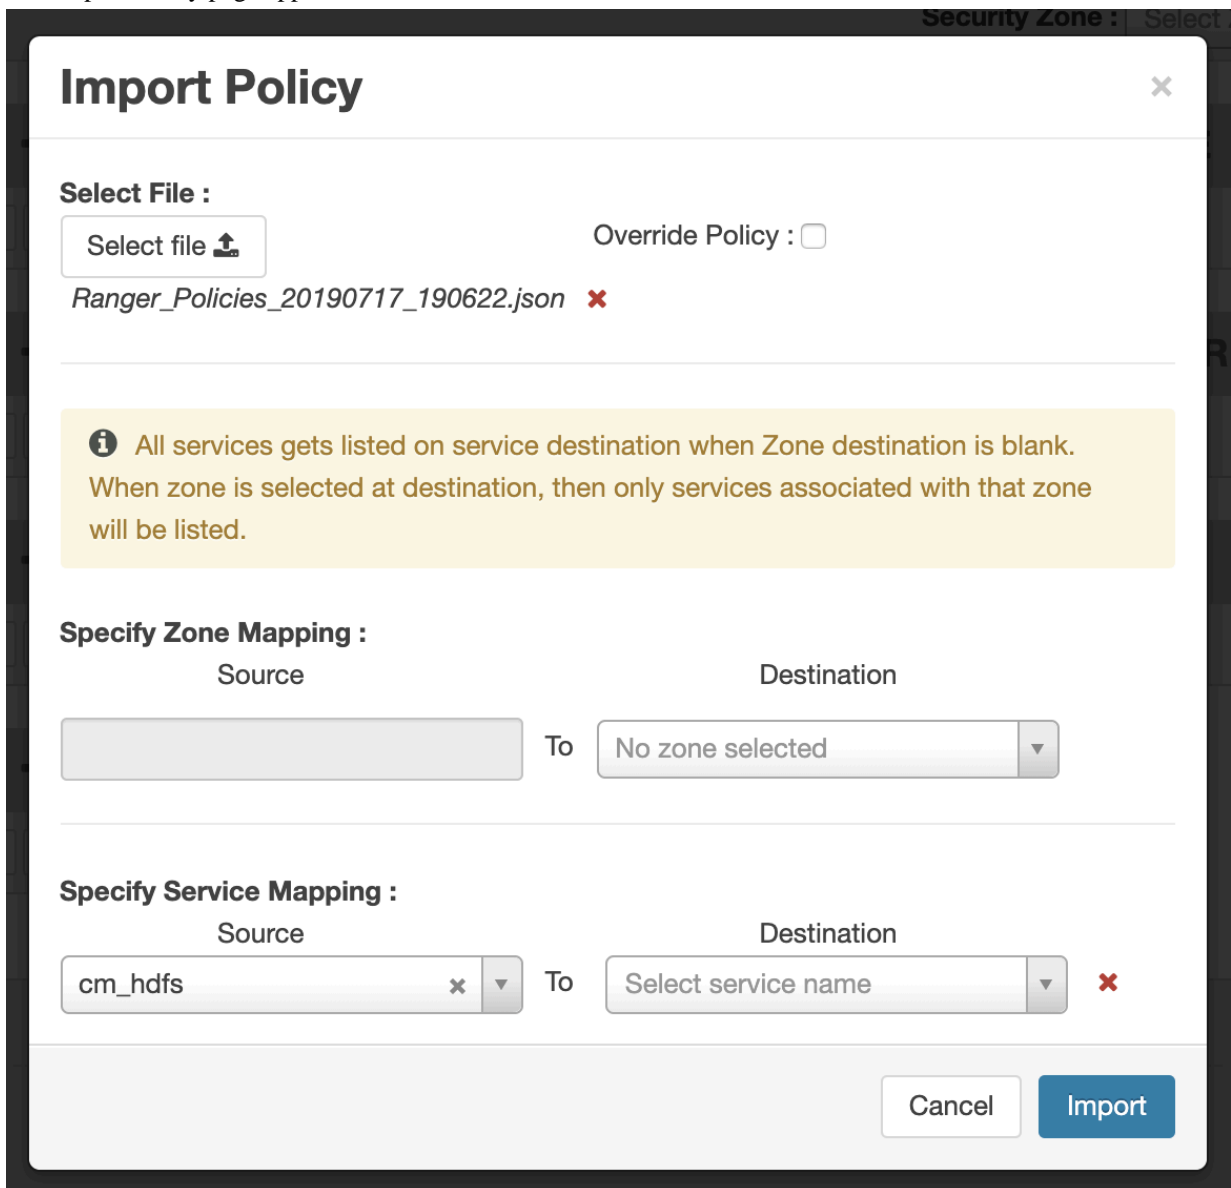 Security Zone : Select
Import Policy
Select File :
Select file
Override Policy :
Ranger_Policies_20190717_190622.json
All services gets listed on service destination when Zone destination is blank.
When zone is selected at destination, then only services associated with that zone
will be listed.
Specify Zone Mapping :
Source Destination
To No zone selected
Specify Service Mapping :
Source Destination
cm_hdfs To Select service name
Cancel Import